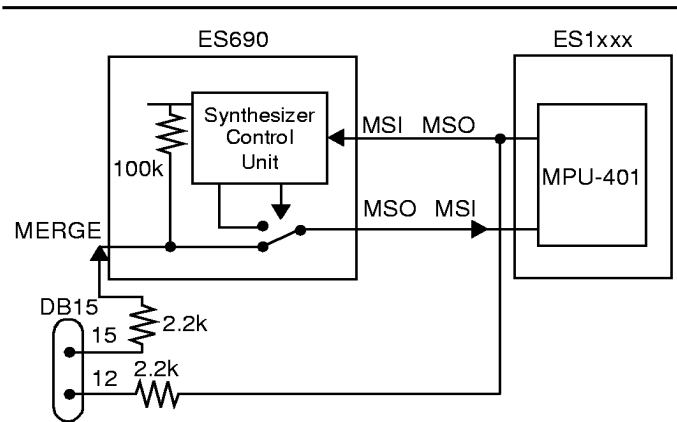 ES690
ES1xxx
Synthesizer
Control
Unit
100k
MSI MSO
MPU-401
MSO MSI
MERGE
DB15
15
2.2k
12
2.2k